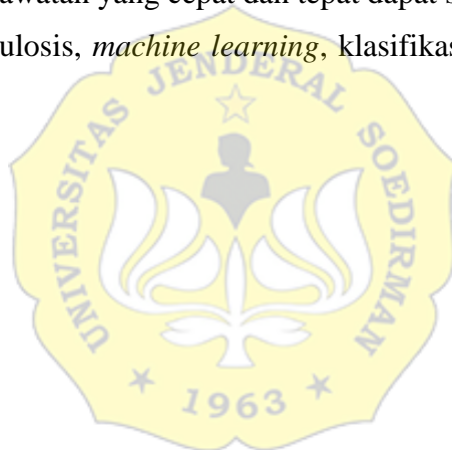 awatan yang cepat dan tepat dapat s
ulosis, machine learning, klasifikas
UNIVERSITAS JENDERAL SOEDIRMAN
★ 1963 ★